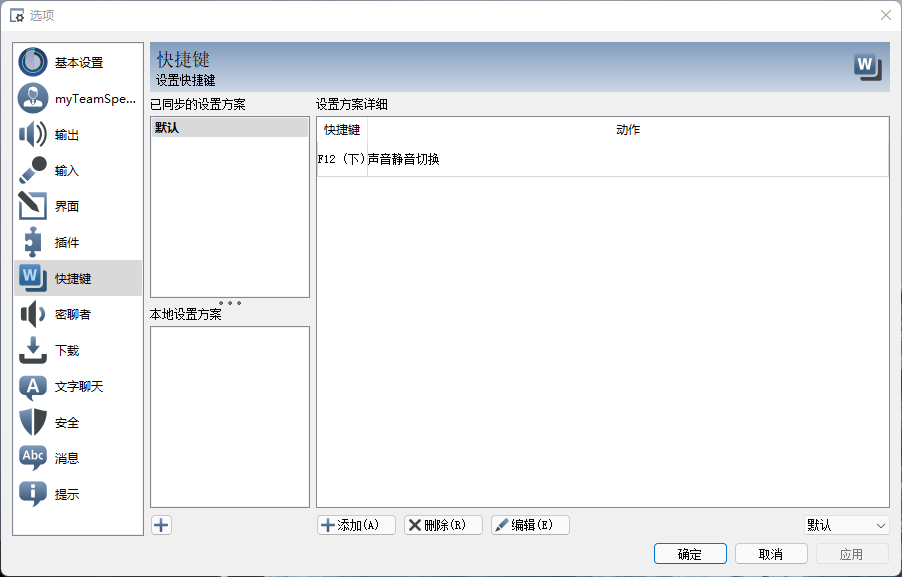 选项
基本设置
myTeamSpe...
输出
输入
界面
插件
快捷键
密聊者
下载
文字聊天
安全
消息
提示
快捷键
设置快捷键
已同步的设置方案
默认
本地设置方案
设置方案详细
快捷键 动作
F12 (下) 声音静音切换
添加(A) 删除(R) 编辑(E) 默认
确定 取消 应用